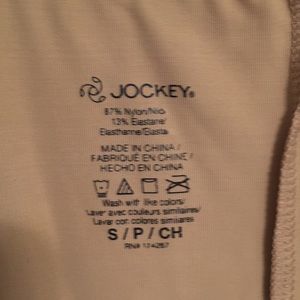 JOCKEY®
87% Nylon/Nilo
13% Elastane/
Elasthanne/Elasta
MADE IN CHINA /
FABRIQUÉ EN CHINE /
HECHO EN CHINA
Wash with like colors/
Laver avec couleurs similaires/
Lavar con colores similares
S / P / CH